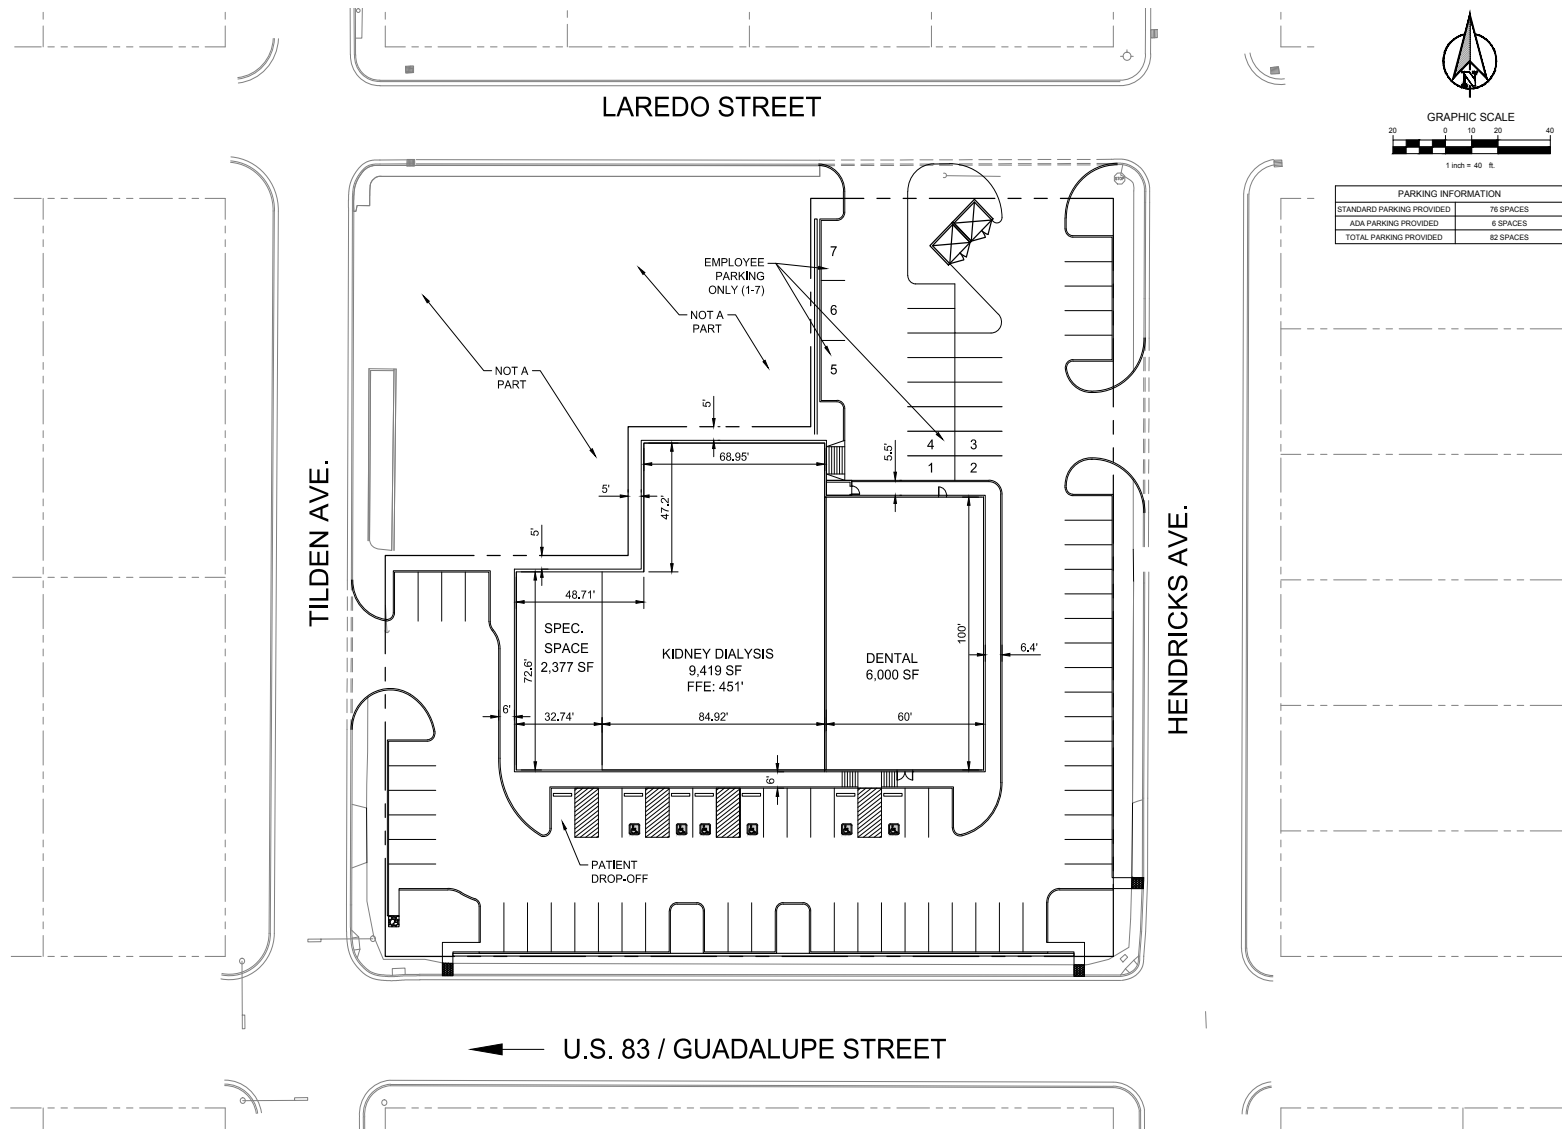 LAREDO STREET
N
GRAPHIC SCALE
20 0 10 20 40
1 inch = 40 ft.
PARKING INFORMATION
STANDARD PARKING PROVIDED 76 SPACES
ADA PARKING PROVIDED 6 SPACES
TOTAL PARKING PROVIDED 82 SPACES
EMPLOYEE
PARKING
ONLY (1-7)
7
6
5
4 3
1 2
NOT A
PART
NOT A
PART
5'
68.95'
5.5'
5'
47.2'
5'
48.71'
SPEC.
SPACE
2,377 SF
72.6'
KIDNEY DIALYSIS
9,419 SF
FFE: 451'
DENTAL
6,000 SF
100'
6.4'
6'
32.74'
84.92'
60'
6'
PATIENT
DROP-OFF
TILDEN AVE.
HENDRICKS AVE.
U.S. 83 / GUADALUPE STREET